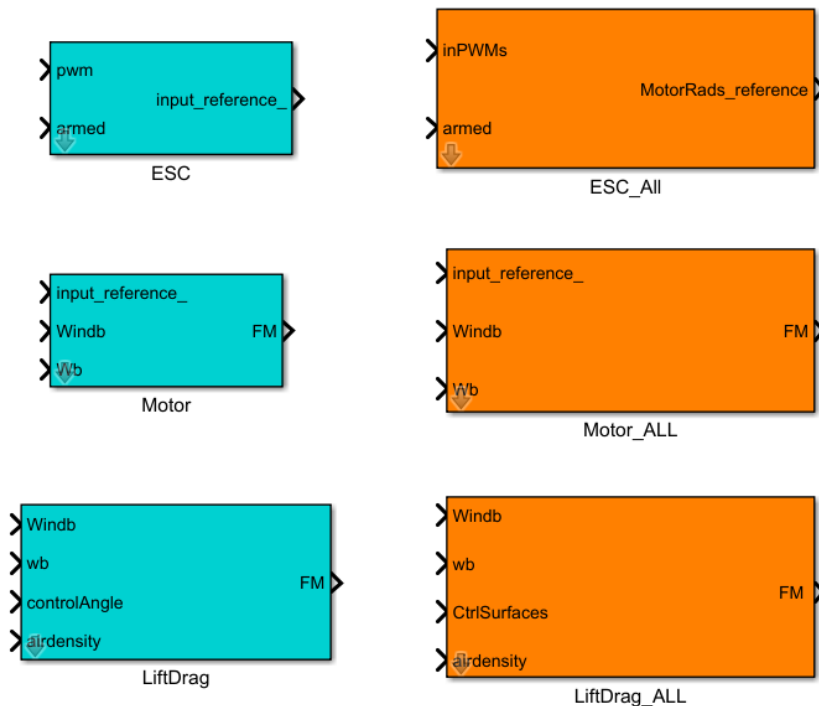 pwm
input_reference_
armed
ESC
inPWMs
MotorRads_reference
armed
ESC_All
input_reference_
Windb
FM
Wb
Motor
input_reference_
Windb
FM
Wb
Motor_ALL
Windb
wb
FM
controlAngle
airdensity
LiftDrag
Windb
wb
FM
CtrlSurfaces
airdensity
LiftDrag_ALL